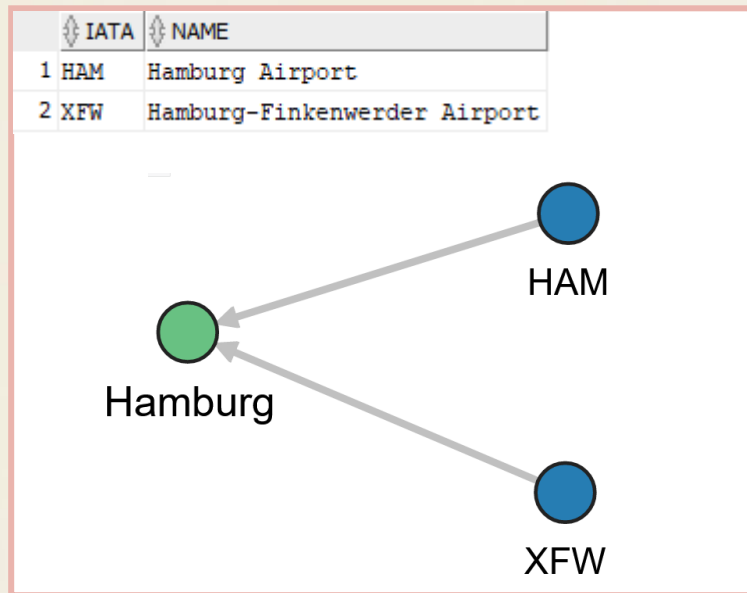 IATA NAME
1 HAM Hamburg Airport
2 XFW Hamburg-Finkenwerder Airport
HAM
Hamburg
XFW